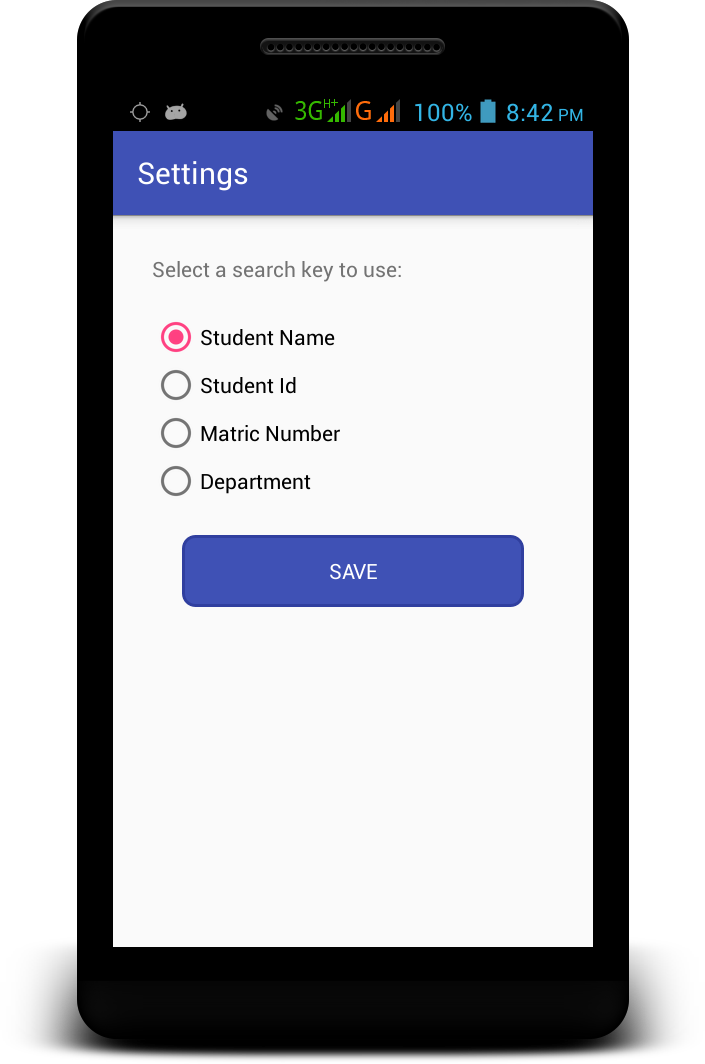 3G H+ G 100% 8:42 PM
Settings
Select a search key to use:
Student Name
Student Id
Matric Number
Department
SAVE